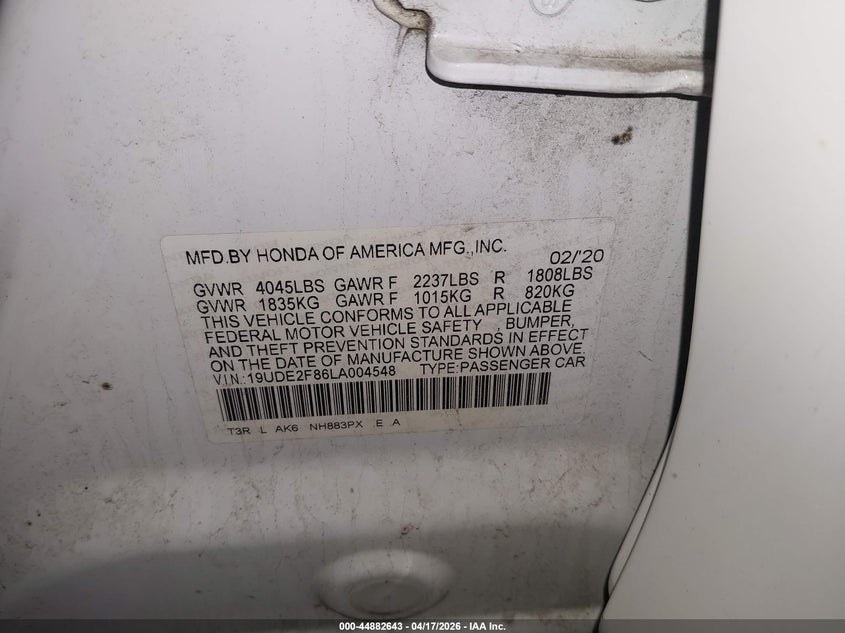 MFD.BY HONDA OF AMERICA MFG.,INC. 02/'20
GVWR 4045LBS GAWR F 2237LBS R 1808LBS
GVWR 1835KG GAWR F 1015KG R 820KG
THIS VEHICLE CONFORMS TO ALL APPLICABLE
FEDERAL MOTOR VEHICLE SAFETY , BUMPER,
AND THEFT PREVENTION STANDARDS IN EFFECT
ON THE DATE OF MANUFACTURE SHOWN ABOVE.
V.I.N.:19UDE2F86LA004548 TYPE:PASSENGER CAR
T3R L AK6 NH883PX E .A
000-44882643 - 04/17/2026 - IAA Inc.